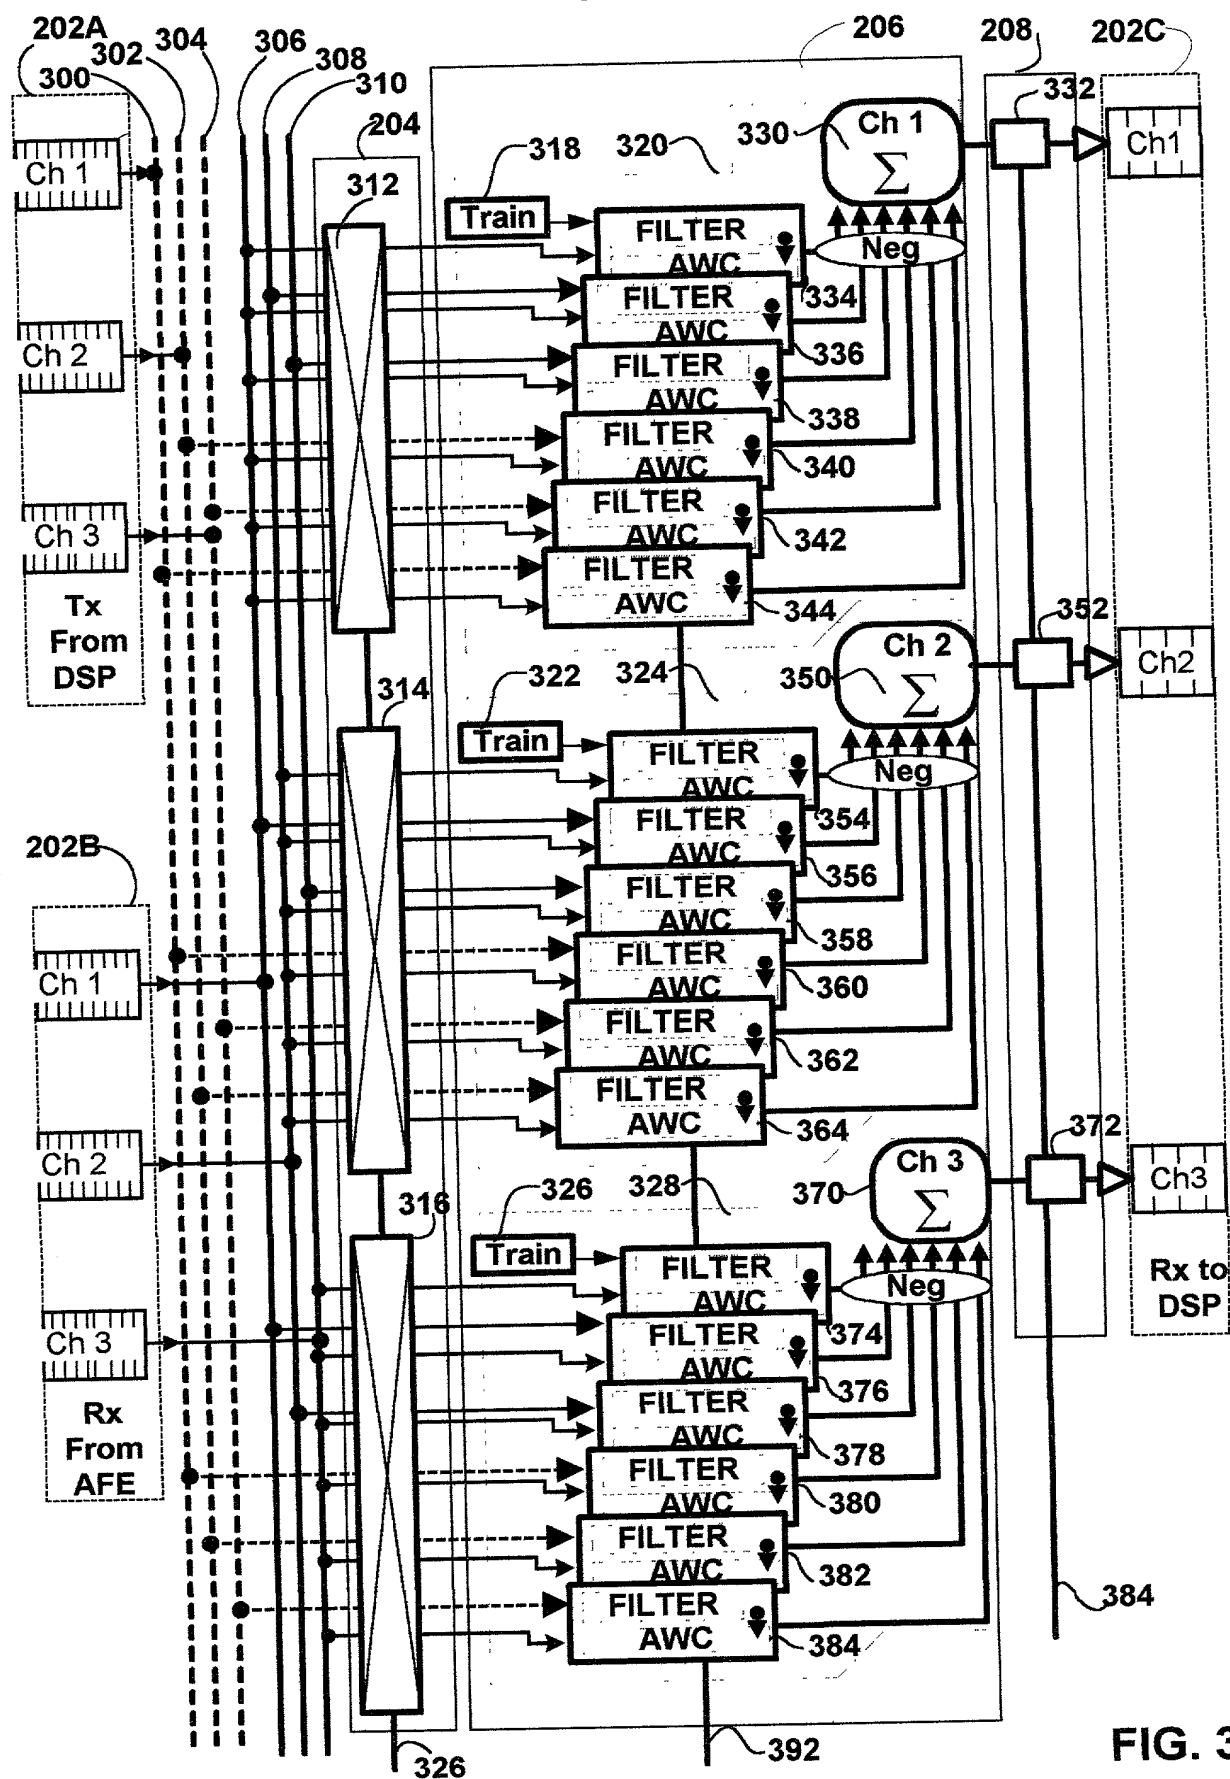 202A
302
304
306
206
208
202C
300
308
310
332
204
Ch 1
330
Ch 1
Σ
Ch1
318
320
312
Train
FILTER
AWC
Neg
334
FILTER
AWC
336
Ch 2
FILTER
AWC
338
FILTER
AWC
340
FILTER
AWC
342
Ch 3
FILTER
AWC
344
Tx
From
DSP
352
Ch 2
350
Σ
Ch2
322
324
314
Train
FILTER
AWC
Neg
354
FILTER
AWC
356
202B
FILTER
AWC
358
FILTER
AWC
360
Ch 1
FILTER
AWC
362
FILTER
AWC
364
372
Ch 2
Ch 3
370
Σ
Ch3
326
328
316
Train
FILTER
AWC
Neg
374
Rx to
DSP
Ch 3
FILTER
AWC
376
FILTER
AWC
378
Rx
From
AFE
FILTER
AWC
380
FILTER
AWC
382
FILTER
AWC
384
384
326
392
FIG. 3